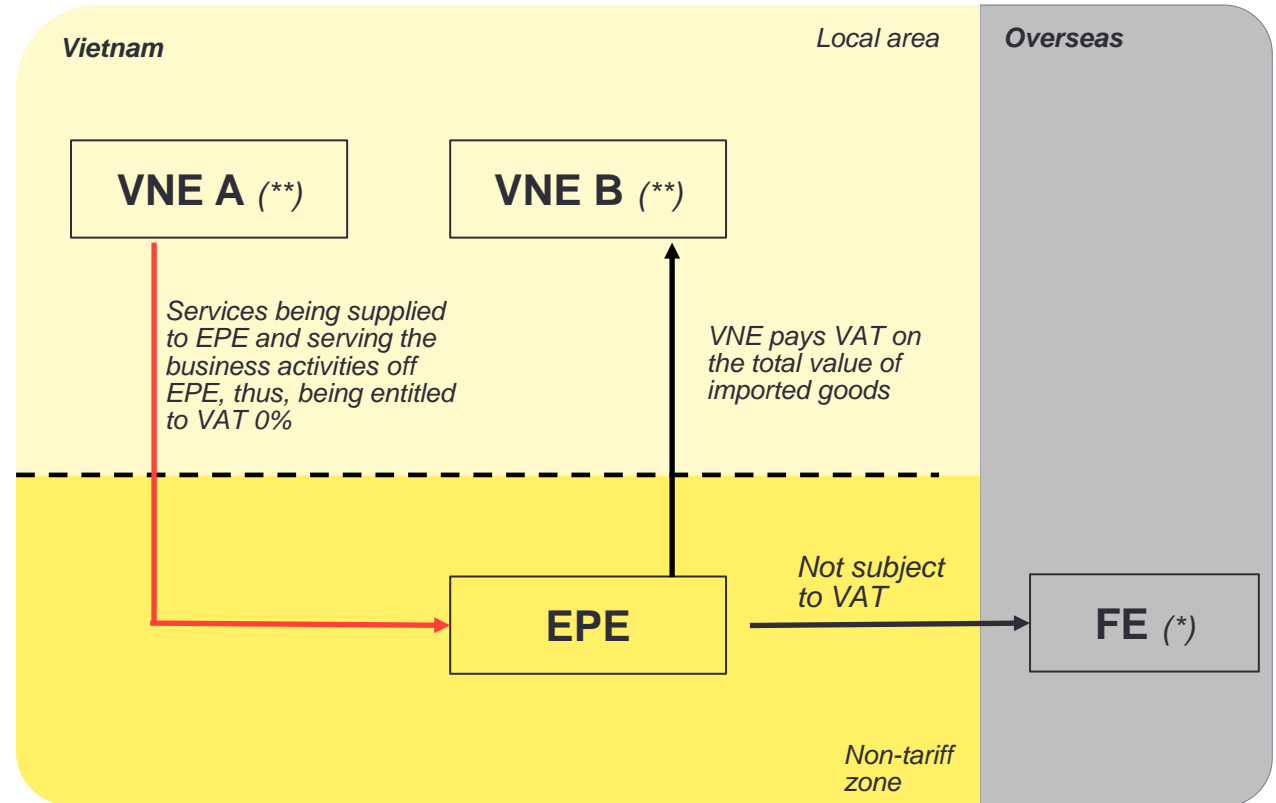 Vietnam
Local area
Overseas
VNE A (**)
VNE B (**)
Services being supplied
to EPE and serving the
business activities off
EPE, thus, being entitled
to VAT 0%
VNE pays VAT on
the total value of
imported goods
Not subject
to VAT
EPE
FE (*)
Non-tariff
zone